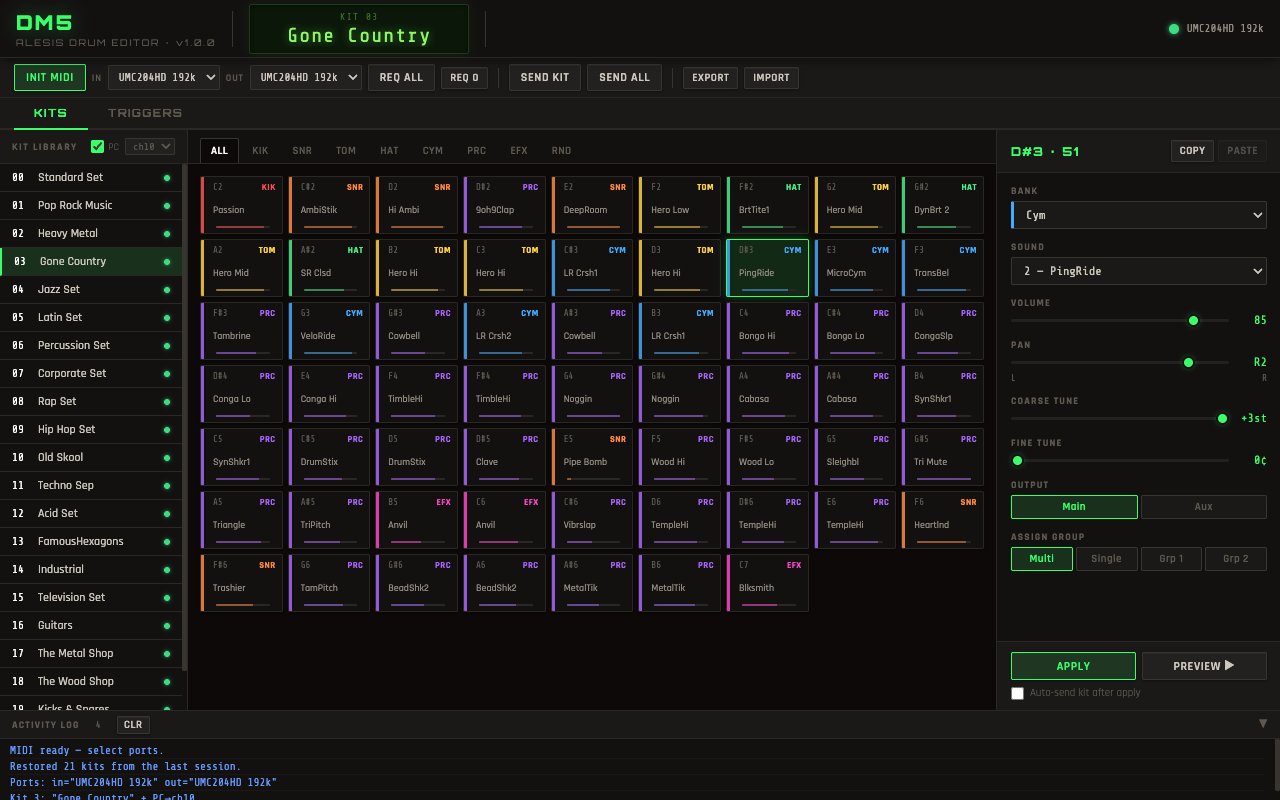 DM5
ALESIS DRUM EDITOR · v1.0.0
KIT 03
Gone Country
UMC204HD 192k
INIT MIDI IN UMC204HD 192k OUT UMC204HD 192k REQ ALL REQ 0 SEND KIT SEND ALL EXPORT IMPORT
KITS TRIGGERS
KIT LIBRARY PC ch10
00 Standard Set
01 Pop Rock Music
02 Heavy Metal
03 Gone Country
04 Jazz Set
05 Latin Set
06 Percussion Set
07 Corporate Set
08 Rap Set
09 Hip Hop Set
10 Old Skool
11 Techno Sep
12 Acid Set
13 FamousHexagons
14 Industrial
15 Television Set
16 Guitars
17 The Metal Shop
18 The Wood Shop
19 Kicks & Snares
ALL KIK SNR TOM HAT CYM PRC EFX RND
C2 KIK C#2 SNR D2 SNR D#2 PRC E2 SNR F2 TOM F#2 HAT G2 TOM G#2 HAT
Passion AmbiStik Hi Ambi 9oh9Clap DeepRoom Hero Low BrtTite1 Hero Mid DynBrt 2
A2 TOM A#2 HAT B2 TOM C3 TOM C#3 CYM D3 TOM D#3 CYM E3 CYM F3 CYM
Hero Mid SR Clsd Hero Hi Hero Hi LR Crsh1 Hero Hi PingRide MicroCym TransBel
F#3 PRC G3 CYM G#3 PRC A3 CYM A#3 PRC B3 CYM C4 PRC C#4 PRC D4 PRC
Tambrine VeloRide Cowbell LR Crsh2 Cowbell LR Crsh1 Bongo Hi Bongo Lo CongaSlp
D#4 PRC E4 PRC F4 PRC F#4 PRC G4 PRC G#4 PRC A4 PRC A#4 PRC B4 PRC
Conga Lo Conga Hi TimbleHi TimbleHi Noggin Noggin Cabasa Cabasa SynShkr1
C5 PRC C#5 PRC D5 PRC D#5 PRC E5 SNR F5 PRC F#5 PRC G5 PRC G#5 PRC
SynShkr1 DrumStix DrumStix Clave Pipe Bomb Wood Hi Wood Lo Sleighbl Tri Mute
A5 PRC A#5 PRC B5 EFX C6 EFX C#6 PRC D6 PRC D#6 PRC E6 PRC F6 SNR
Triangle TriPitch Anvil Anvil Vibrslap TempleHi TempleHi TempleHi HeartInd
F#6 SNR G6 PRC G#6 PRC A6 PRC A#6 PRC B6 PRC C7 EFX
Trashier TamPitch BeadShk2 BeadShk2 MetalTik MetalTik Blksmith
D#3 · 51 COPY PASTE
BANK
Cym
SOUND
2 — PingRide
VOLUME
85
PAN
R2
L R
COARSE TUNE
+3st
FINE TUNE
0¢
OUTPUT
Main Aux
ASSIGN GROUP
Multi Single Grp 1 Grp 2
APPLY PREVIEW ▶
Auto-send kit after apply
ACTIVITY LOG 4 CLR ▼
MIDI ready — select ports.
Restored 21 kits from the last session.
Ports: in="UMC204HD 192k" out="UMC204HD 192k"
Kit 3: "Gone Country" + PC→ch10